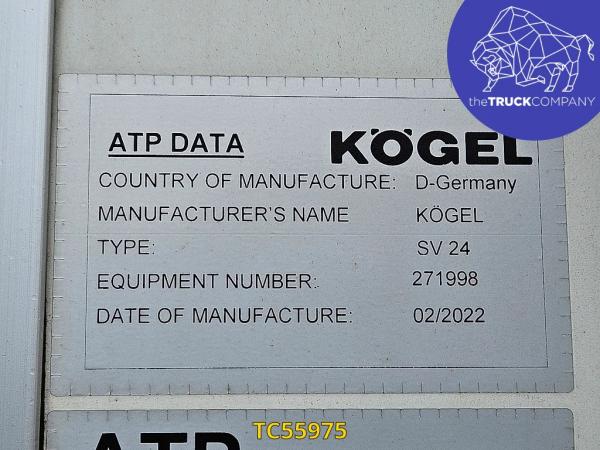 theTRUCKCOMPANY
ATP DATA KÖGEL
COUNTRY OF MANUFACTURE: D-Germany
MANUFACTURER'S NAME KÖGEL
TYPE: SV 24
EQUIPMENT NUMBER: 271998
DATE OF MANUFACTURE: 02/2022
ATP
TC55975